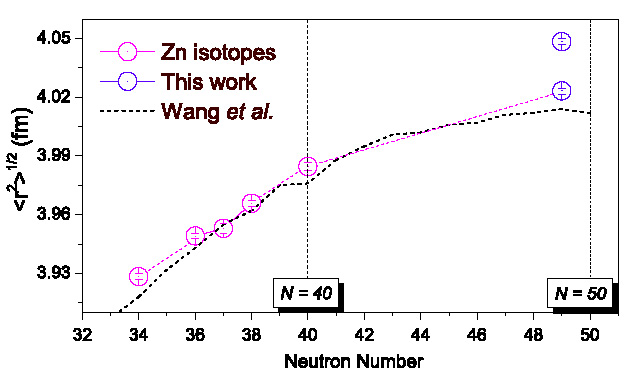 4.05
4.02
3.99
3.96
3.93
<r²>^1/2 (fm)
Zn isotopes
This work
Wang et al.
N = 40
N = 50
32 34 36 38 40 42 44 46 48 50
Neutron Number